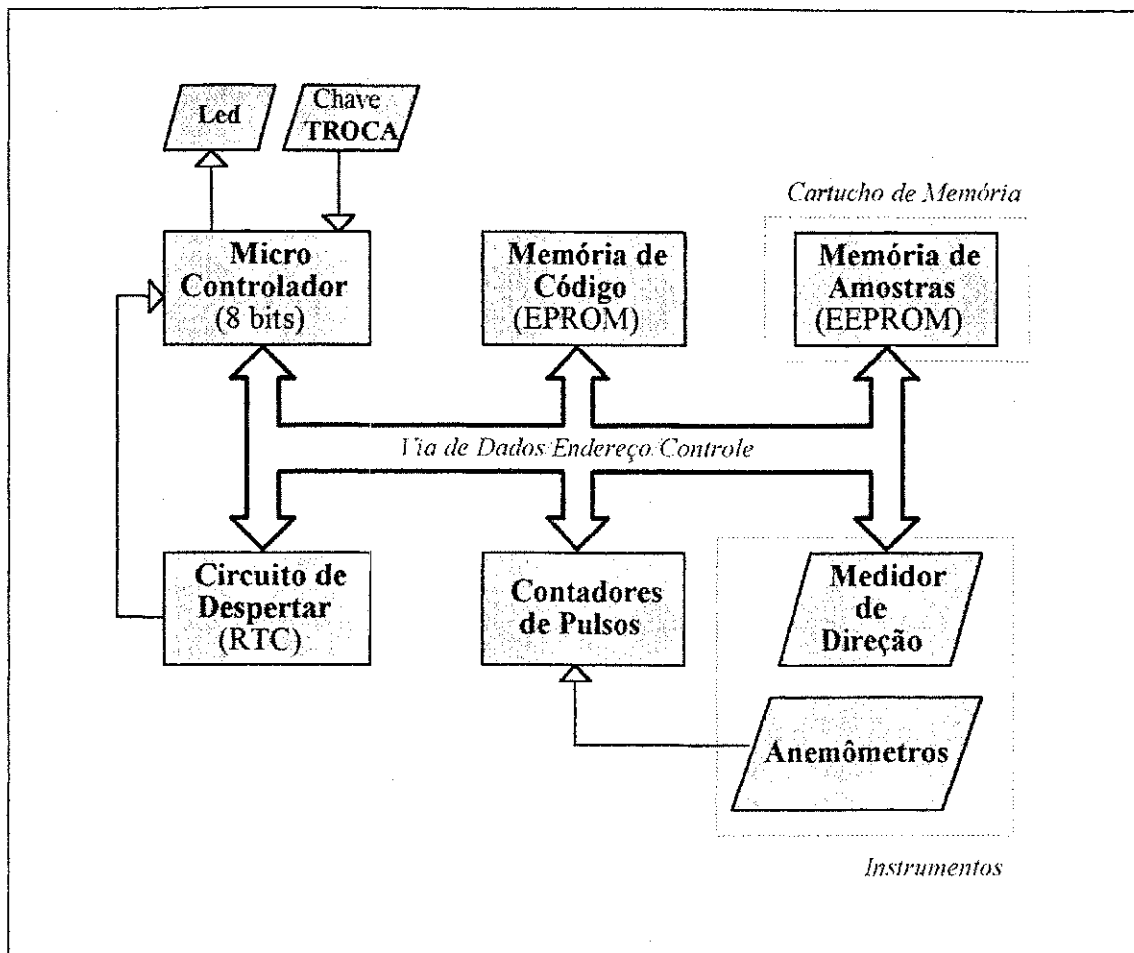 Led
Chave
TROCA
Cartucho de Memória
Micro
Controlador
(8 bits)
Memória de
Código
(EPROM)
Memória de
Amostras
(EEPROM)
Via de Dados/Endereço/Controle
Circuito de
Despertar
(RTC)
Contadores
de Pulsos
Medidor
de
Direção
Anemômetros
Instrumentos